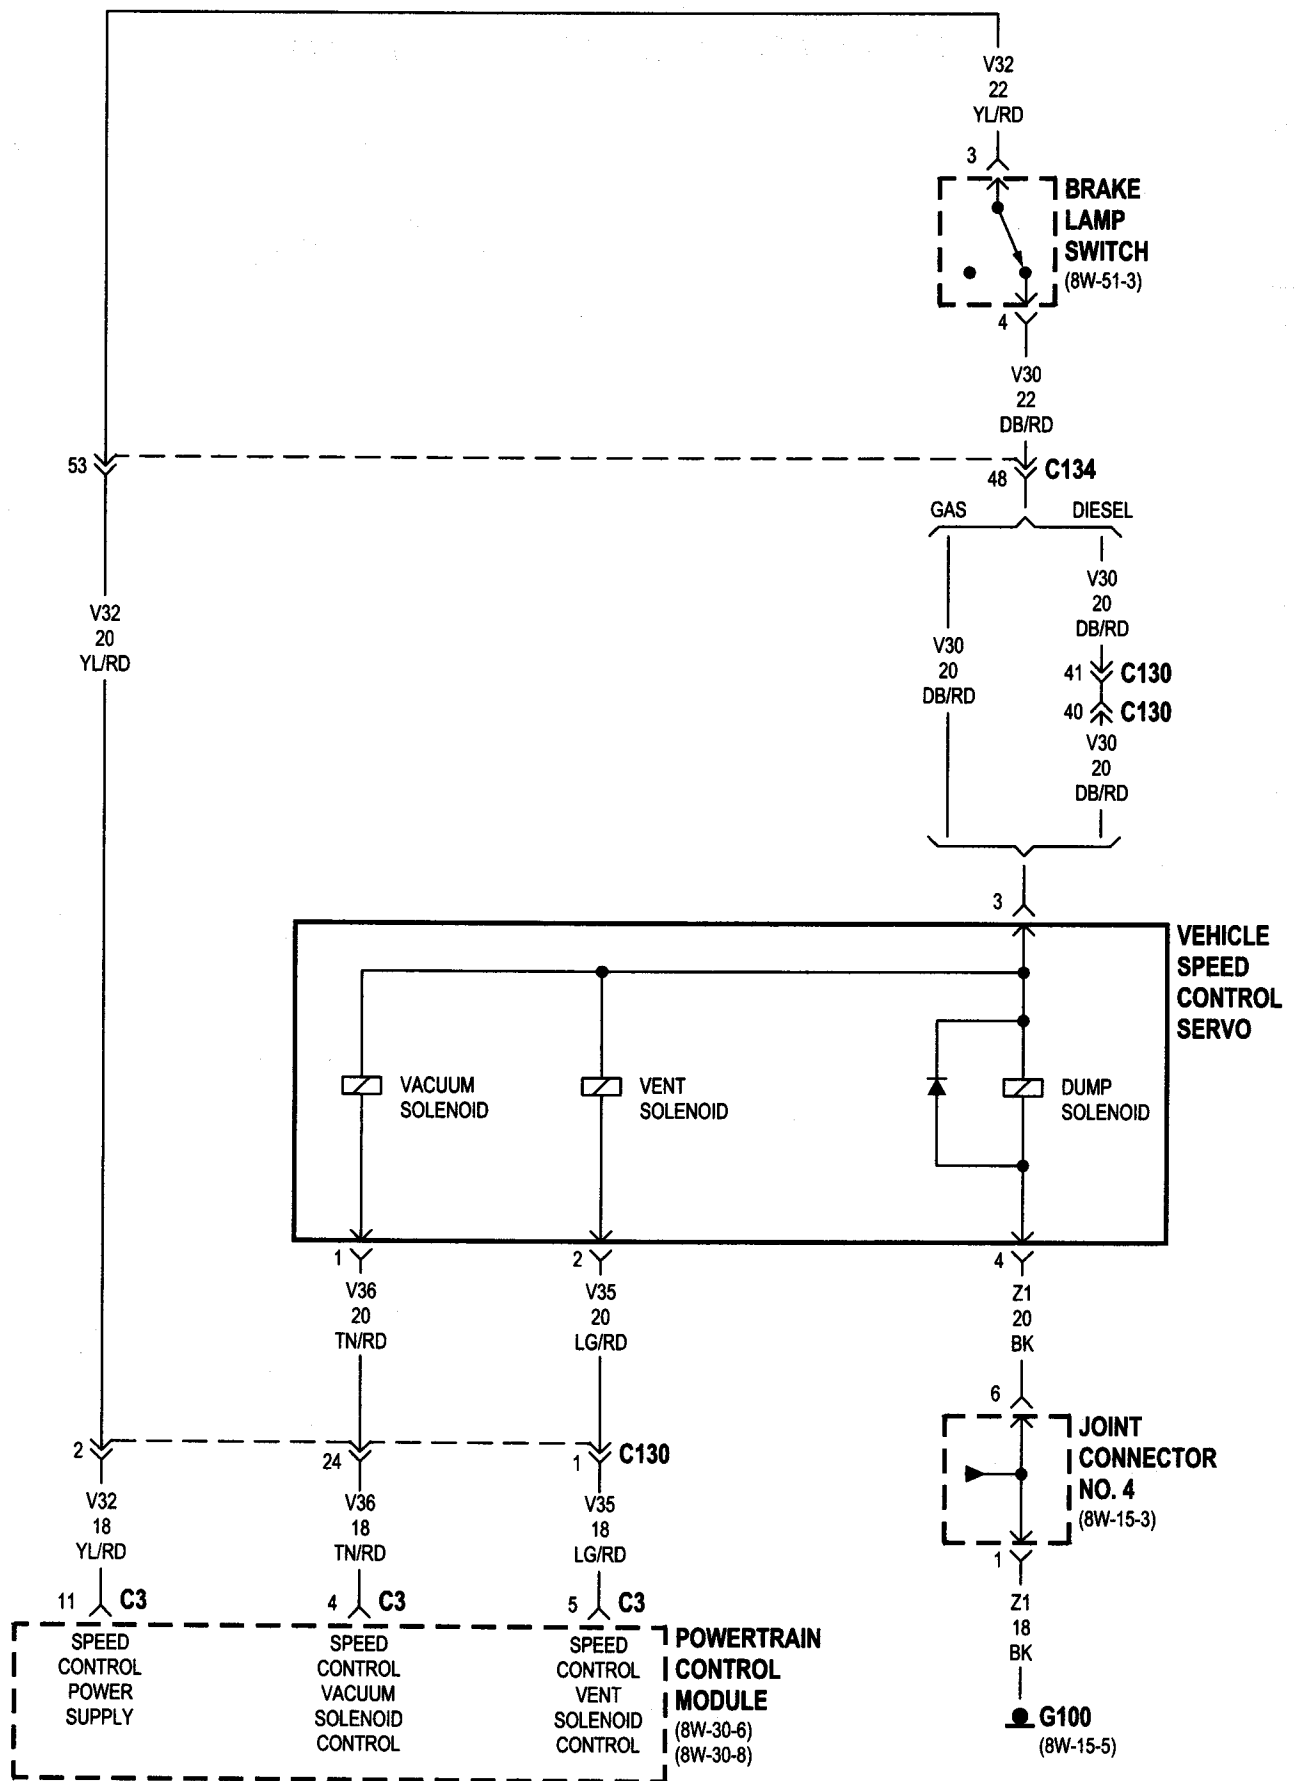 V32
22
YL/RD
3
BRAKE
LAMP
SWITCH
(8W-51-3)
4
V30
22
DB/RD
53
48
C134
GAS
DIESEL
V32
20
YL/RD
V30
20
DB/RD
V30
20
DB/RD
41
C130
40
C130
V30
20
DB/RD
3
VEHICLE
SPEED
CONTROL
SERVO
VACUUM
SOLENOID
VENT
SOLENOID
DUMP
SOLENOID
1
V36
20
TN/RD
2
V35
20
LG/RD
4
Z1
20
BK
6
JOINT
CONNECTOR
NO. 4
(8W-15-3)
2
24
1
C130
V32
18
YL/RD
V36
18
TN/RD
V35
18
LG/RD
1
Z1
18
BK
11
C3
4
C3
5
C3
SPEED
CONTROL
POWER
SUPPLY
SPEED
CONTROL
VACUUM
SOLENOID
CONTROL
SPEED
CONTROL
VENT
SOLENOID
CONTROL
POWERTRAIN
CONTROL
MODULE
(8W-30-6)
(8W-30-8)
G100
(8W-15-5)